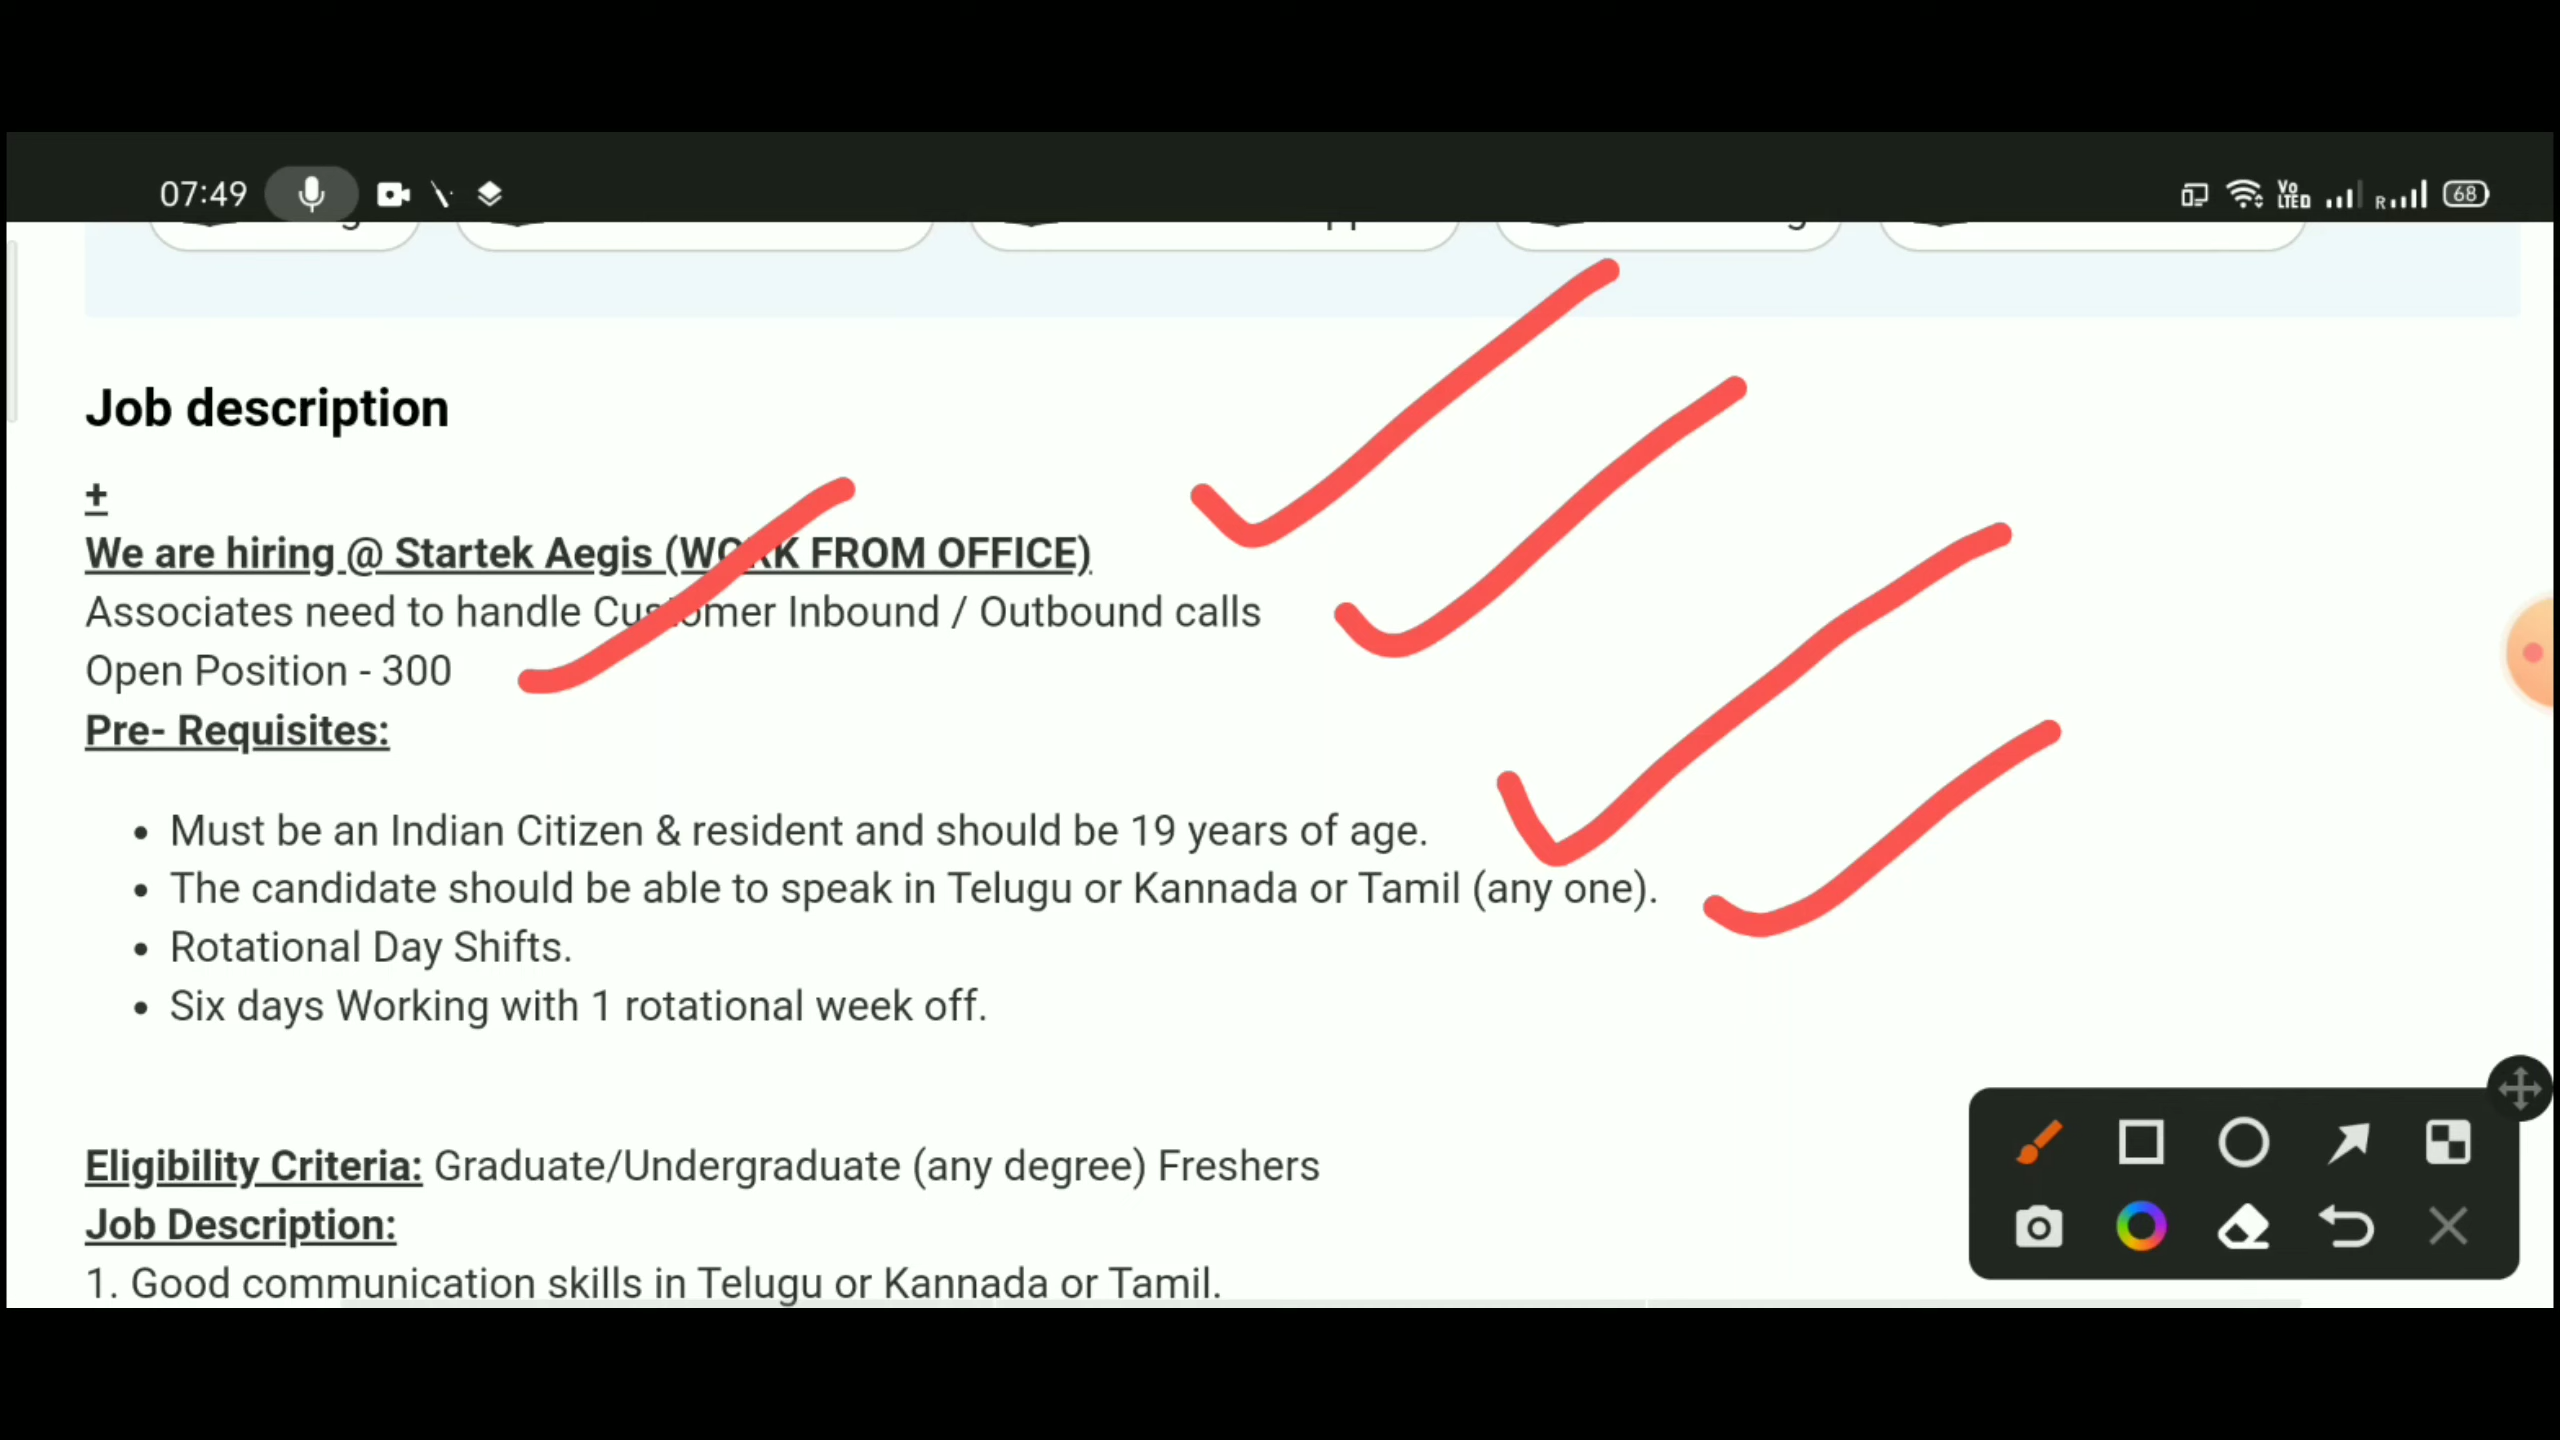 07:49
Vo
LTE D
R
68
Job description
+
We are hiring @ Startek Aegis (WORK FROM OFFICE)
Associates need to handle Customer Inbound / Outbound calls
Open Position - 300
Pre- Requisites:
• Must be an Indian Citizen & resident and should be 19 years of age.
• The candidate should be able to speak in Telugu or Kannada or Tamil (any one).
• Rotational Day Shifts.
• Six days Working with 1 rotational week off.
Eligibility Criteria: Graduate/Undergraduate (any degree) Freshers
Job Description:
1. Good communication skills in Telugu or Kannada or Tamil.